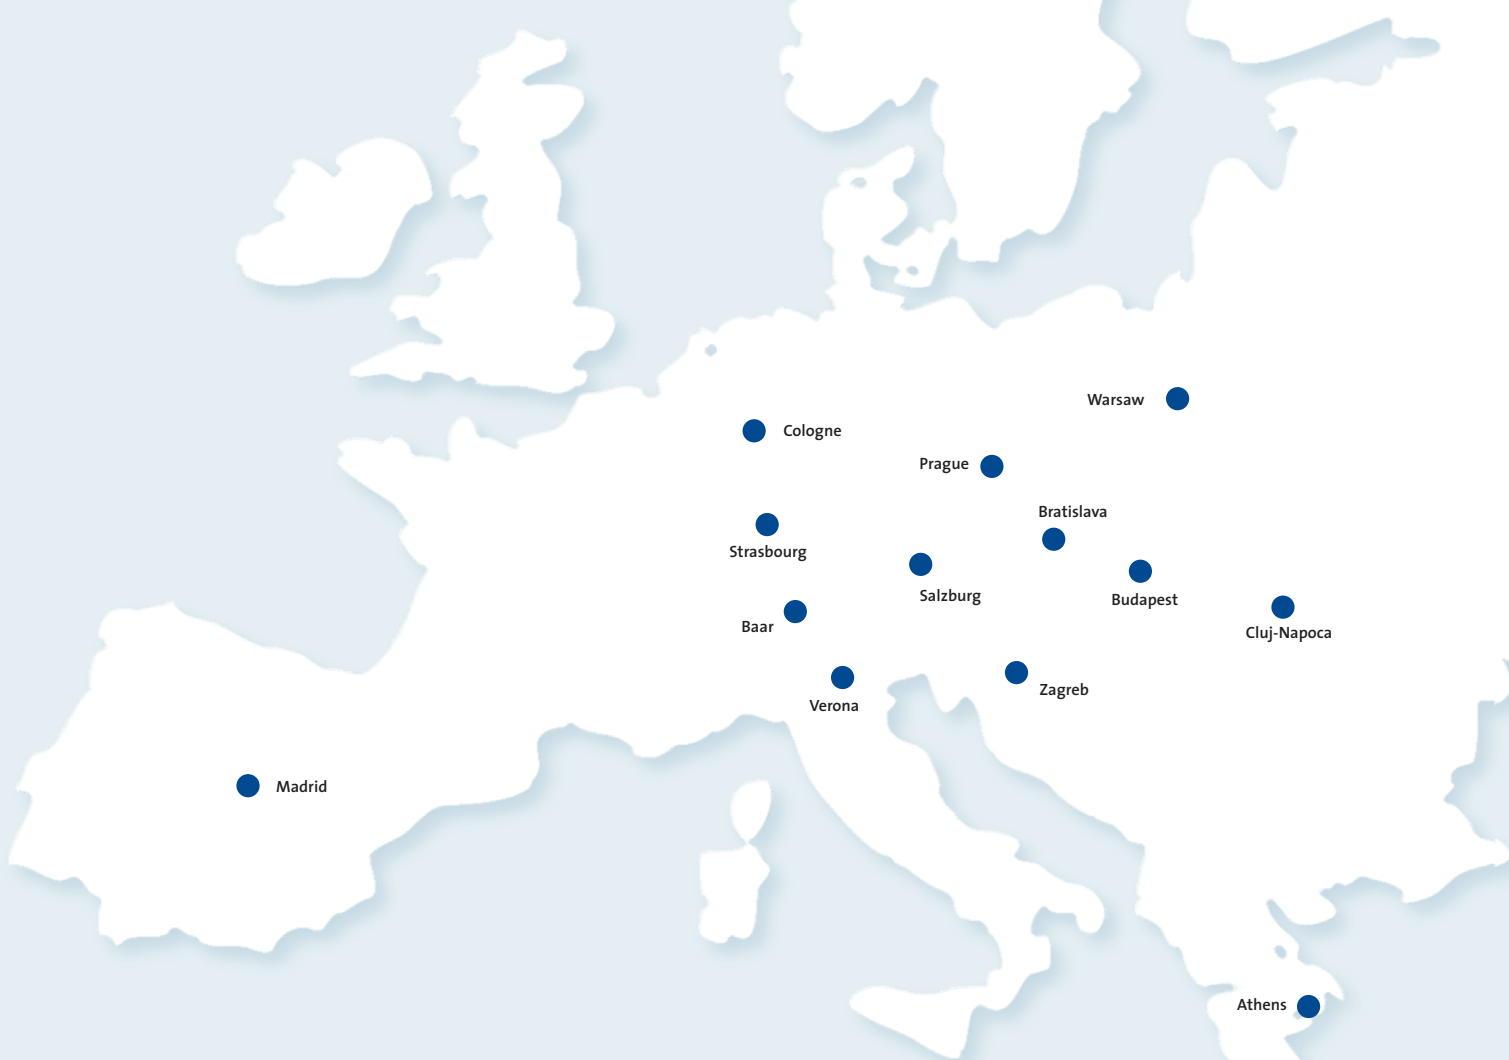 Warsaw
Cologne
Prague
Bratislava
Strasbourg
Salzburg
Budapest
Baar
Cluj-Napoca
Zagreb
Verona
Madrid
Athens